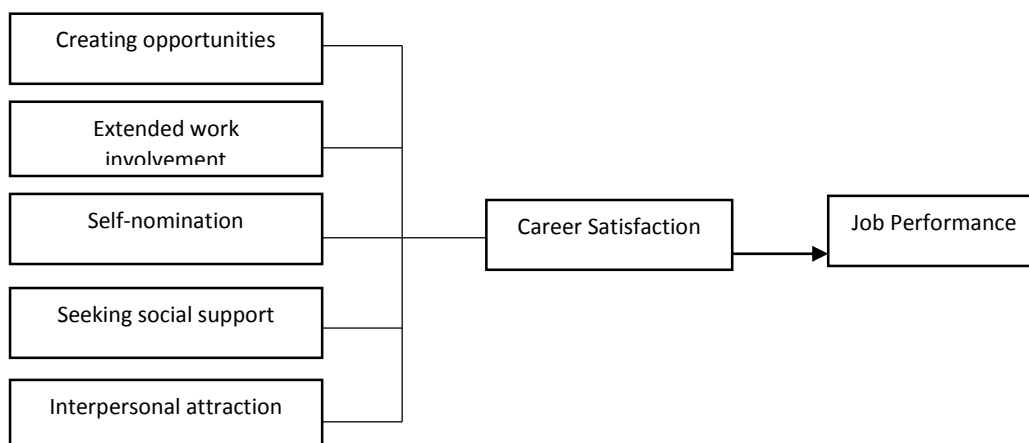 Creating opportunities
Extended work
involvement
Self-nomination
Seeking social support
Interpersonal attraction
Career Satisfaction
Job Performance